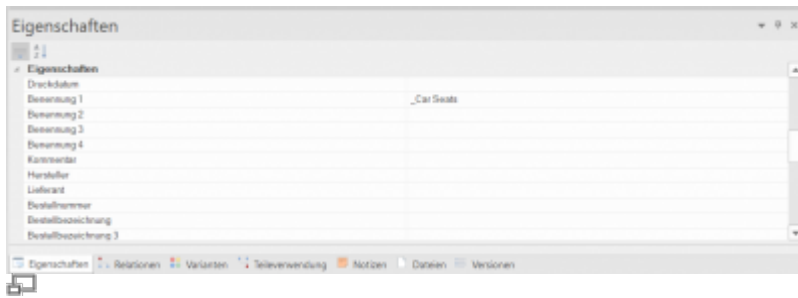 Eigenschaften
Eigenschaften
Druckdatum
Benennung 1 _Car Seats
Benennung 2
Benennung 3
Benennung 4
Kommentar
Hersteller
Lieferant
Bestellnummer
Bestellbezeichnung
Bestellbezeichnung 3
Eigenschaften Relationen Varianten Teileverwendung Notizen Dateien Versionen